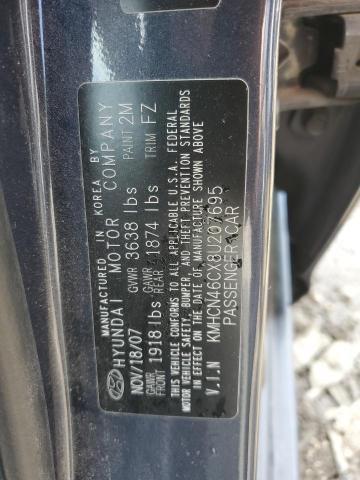 MANUFACTURED IN KOREA BY
HYUNDAI MOTOR COMPANY
NOV/18/07 GVWR 3638 lbs PAINT 2M
GAWR FRONT 1918 lbs GAWR REAR 1874 lbs TRIM FZ
THIS VEHICLE CONFORMS TO ALL APPLICABLE U.S.A. FEDERAL
MOTOR VEHICLE SAFETY, BUMPER, AND THEFT PREVENTION STANDARDS
IN EFFECT ON THE DATE OF MANUFACTURE SHOWN ABOVE
V.I.N KMHCN46CX8U207695
PASSENGER CAR